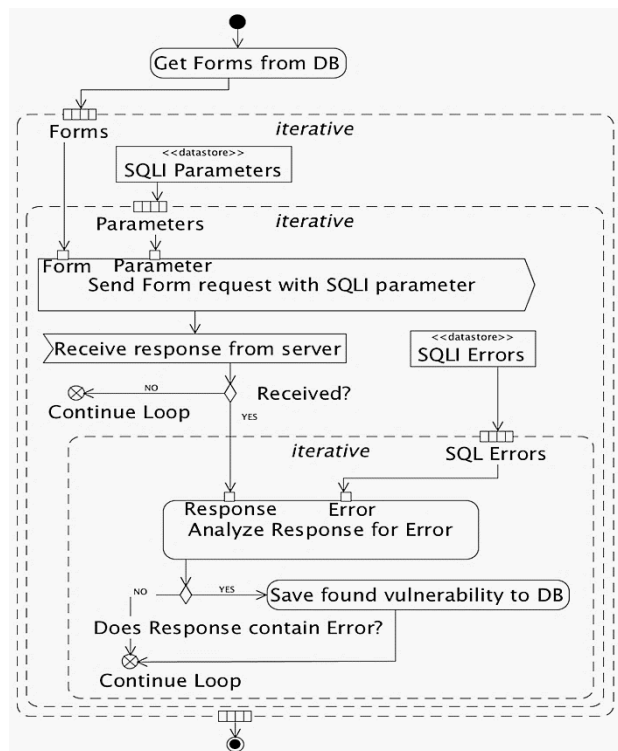 Get Forms from DB
Forms
iterative
<<datastore>>
SQLI Parameters
Parameters
iterative
Form
Parameter
Send Form request with SQLI parameter
Receive response from server
<<datastore>>
SQLI Errors
NO
Received?
Continue Loop
YES
iterative
SQL Errors
Response
Error
Analyze Response for Error
NO
YES
Save found vulnerability to DB
Does Response contain Error?
Continue Loop